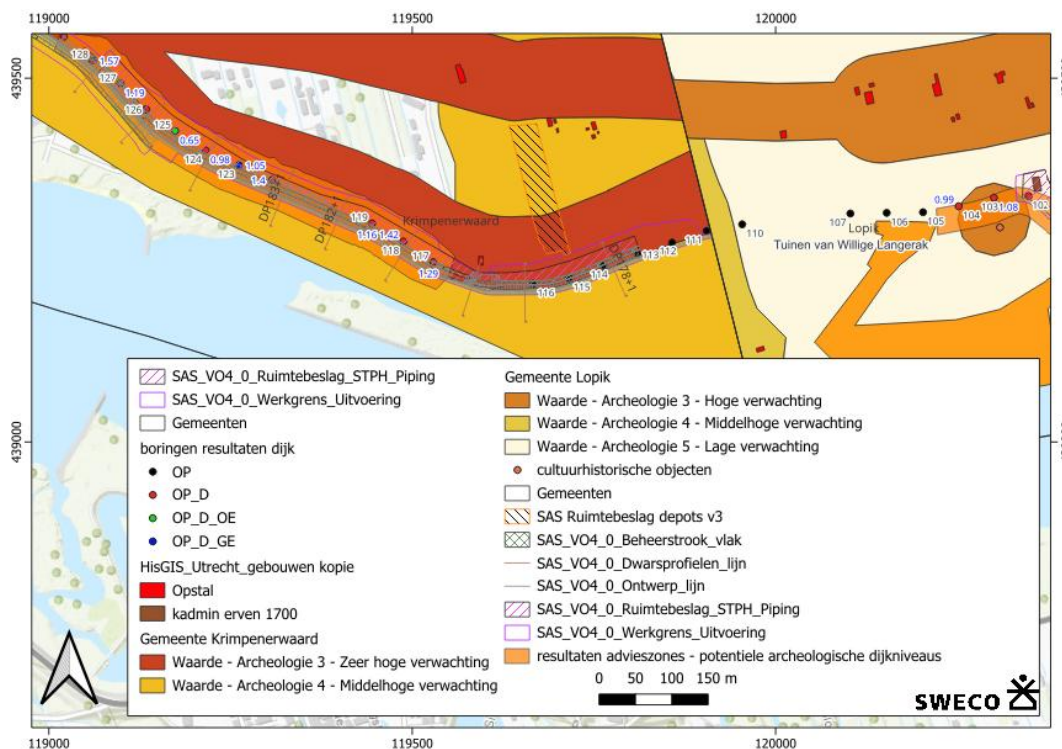 119000
119500
120000
439500
439000
128
1.57
127
1.19
126
125
0.65
124
0.98
1.05
123
1.4
DP182+1
119
1.16
1.42
118
117
1.29
Krimpenerwaard
116
115
114
113
112
111
110
107
106
105
0.99
104
103
1.08
102
Lopik
Tuinen van Willige Langerak
SAS_VO4_0_Ruimtebeslag_STPH_Piping
SAS_VO4_0_Werkgrens_Uitvoering
Gemeenten
boringen resultaten dijk
OP
OP_D
OP_D_OE
OP_D_GE
HisGIS_Utrecht_gebouwen kopie
Opstal
kadmin erven 1700
Gemeente Krimpenerwaard
Waarde - Archeologie 3 - Zeer hoge verwachting
Waarde - Archeologie 4 - Middelhoge verwachting
Gemeente Lopik
Waarde - Archeologie 3 - Hoge verwachting
Waarde - Archeologie 4 - Middelhoge verwachting
Waarde - Archeologie 5 - Lage verwachting
cultuurhistorische objecten
Gemeenten
SAS Ruimtebeslag depots v3
SAS_VO4_0_Beheerstrook_vlak
SAS_VO4_0_Dwarsprofielen_lijn
SAS_VO4_0_Ontwerp_lijn
SAS_VO4_0_Ruimtebeslag_STPH_Piping
SAS_VO4_0_Werkgrens_Uitvoering
resultaten advieszones - potentiele archeologische dijkniveaus
0 50 100 150 m
SWECO
119000
119500
120000